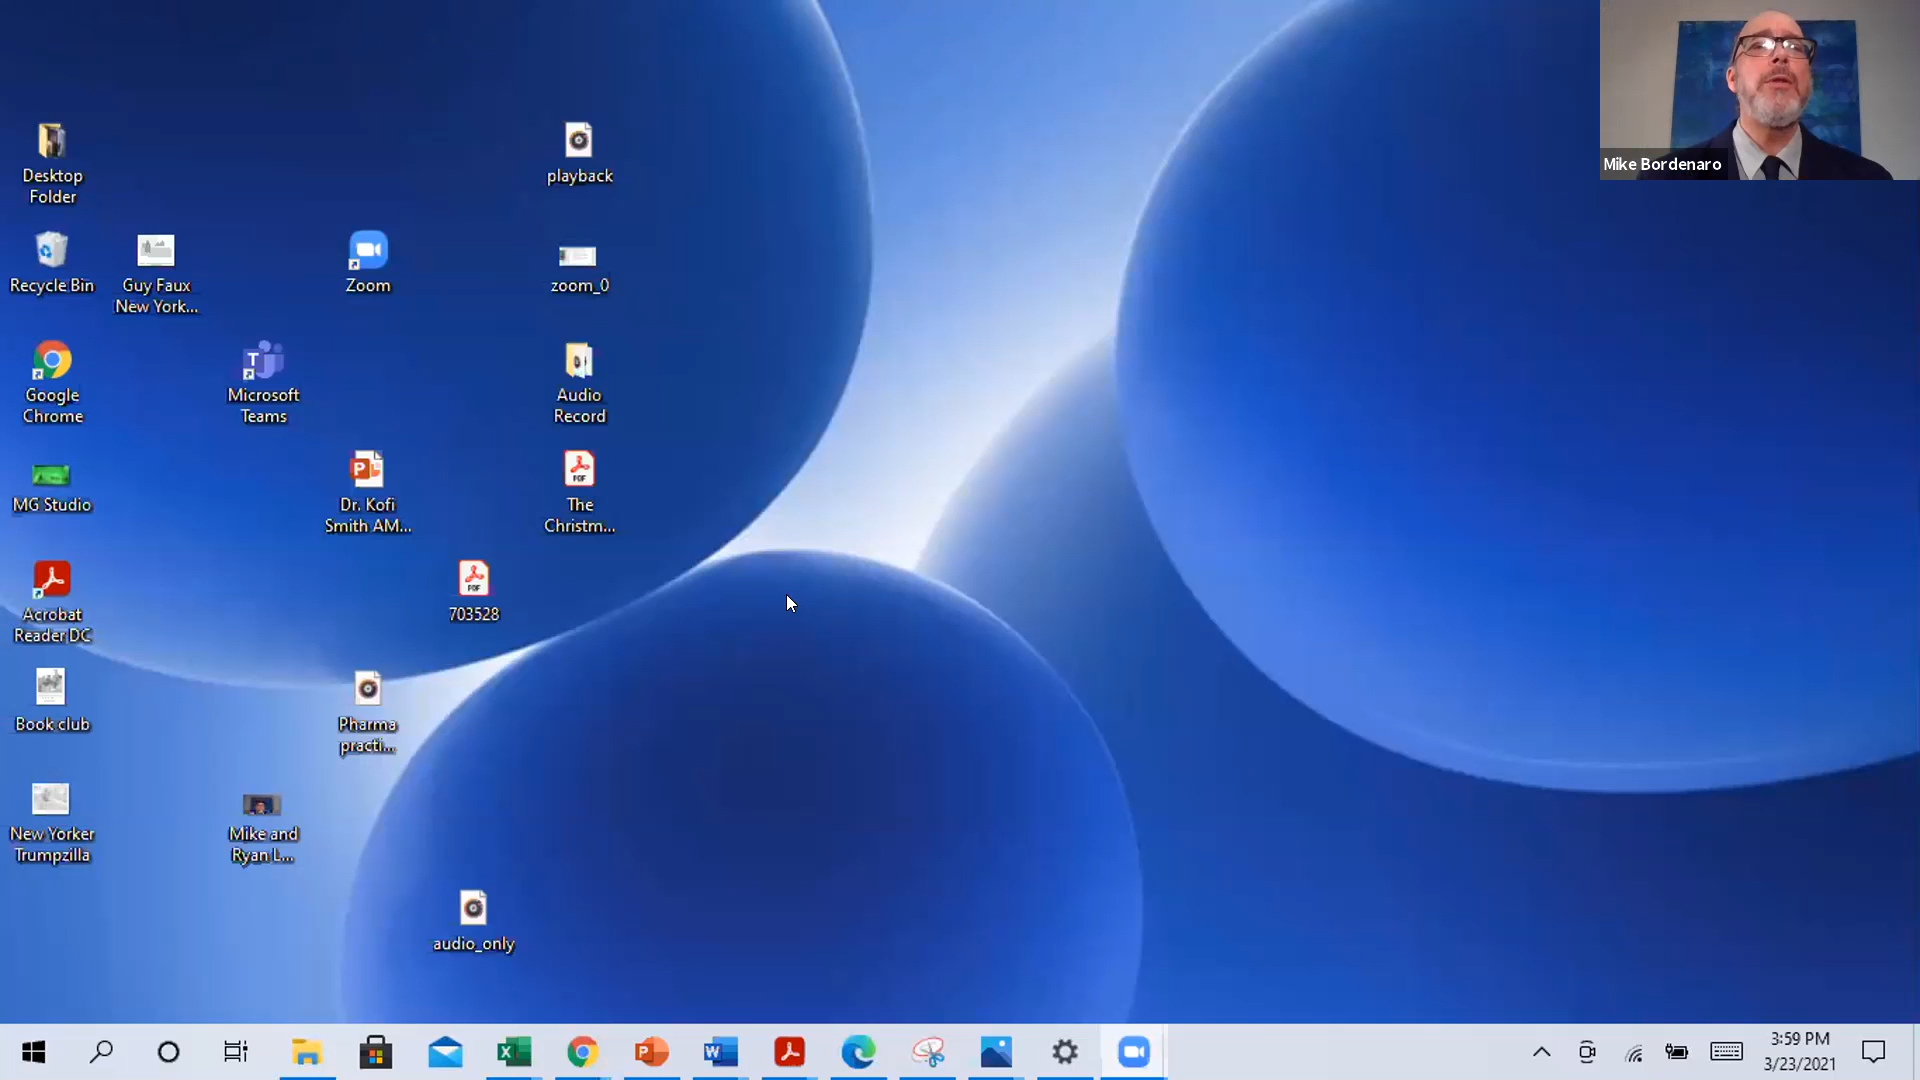 Mike Bordenaro
Desktop
Folder
playback
Recycle Bin
Guy Faux
New York...
Zoom
zoom_0
Google
Chrome
Microsoft
Teams
Audio
Record
MG Studio
Dr. Kofi
Smith AM...
The
Christm...
Acrobat
Reader DC
703528
Book club
Pharma
practi...
New Yorker
Trumpzilla
Mike and
Ryan L...
audio_only
3:59 PM
3/23/2021